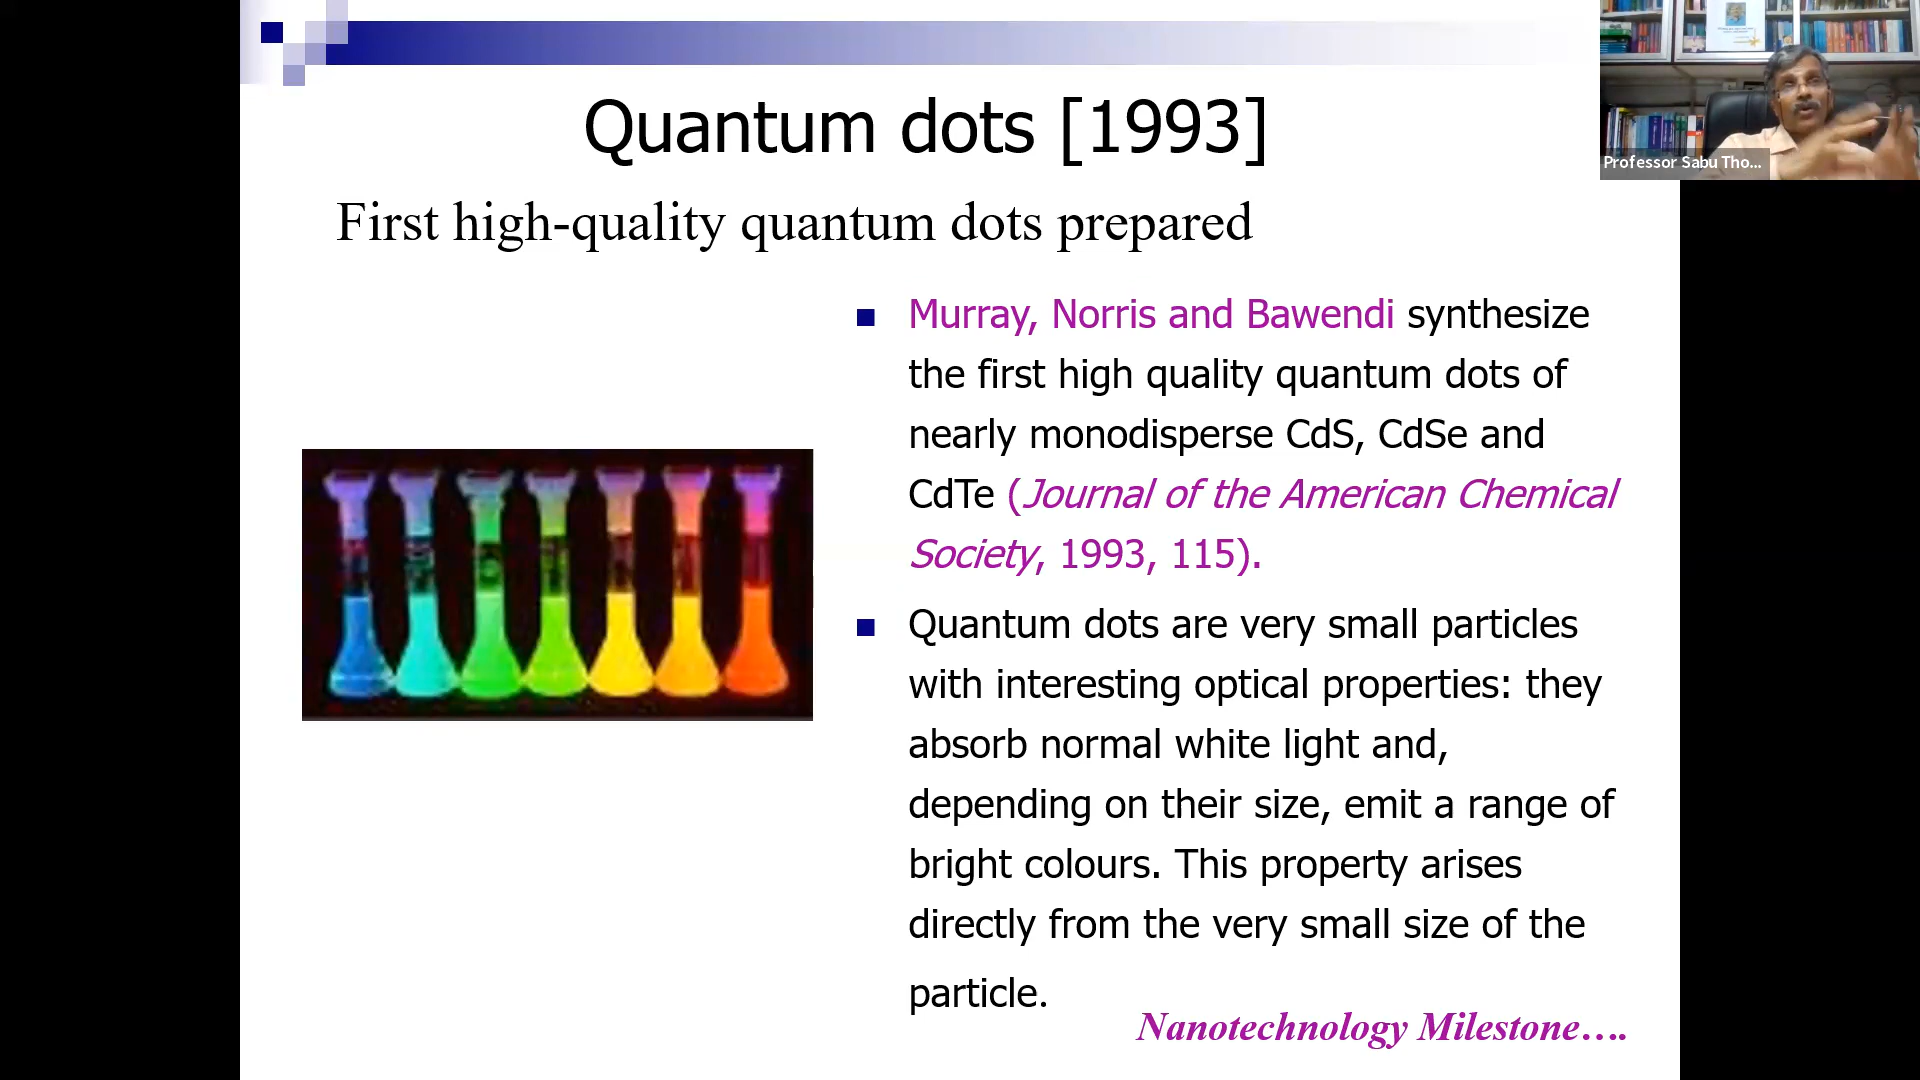 Quantum dots [1993]
Professor Sabu Tho...
First high-quality quantum dots prepared
Murray, Norris and Bawendi synthesize
the first high quality quantum dots of
nearly monodisperse CdS, CdSe and
CdTe (Journal of the American Chemical
Society, 1993, 115).
Quantum dots are very small particles
with interesting optical properties: they
absorb normal white light and,
depending on their size, emit a range of
bright colours. This property arises
directly from the very small size of the
particle.
Nanotechnology Milestone....